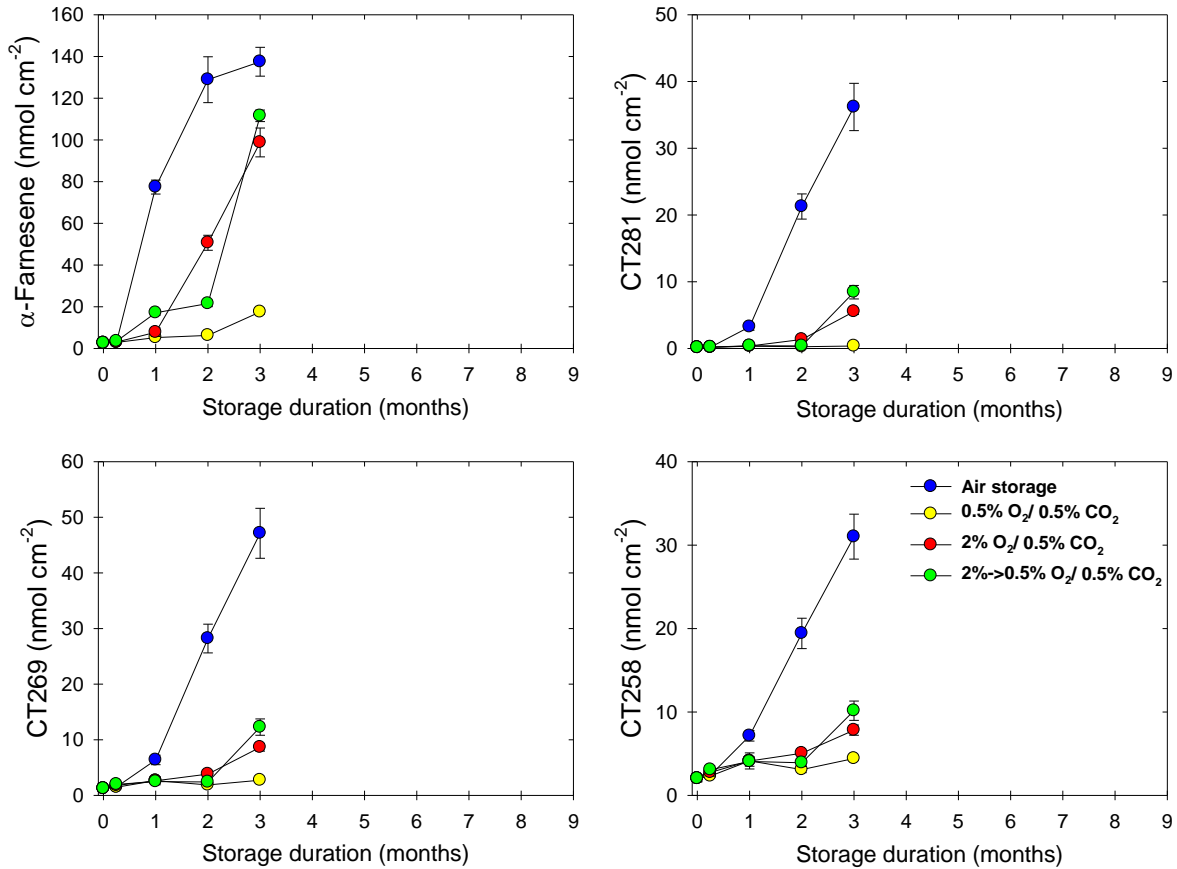 α-Farnesene (nmol cm⁻²)
160
140
120
100
80
60
40
20
0
0 1 2 3 4 5 6 7 8 9
Storage duration (months)
CT281 (nmol cm⁻²)
50
40
30
20
10
0
0 1 2 3 4 5 6 7 8 9
Storage duration (months)
CT269 (nmol cm⁻²)
60
50
40
30
20
10
0
0 1 2 3 4 5 6 7 8 9
Storage duration (months)
CT258 (nmol cm⁻²)
40
30
20
10
0
Air storage
0.5% O₂/ 0.5% CO₂
2% O₂/ 0.5% CO₂
2%->0.5% O₂/ 0.5% CO₂
0 1 2 3 4 5 6 7 8 9
Storage duration (months)